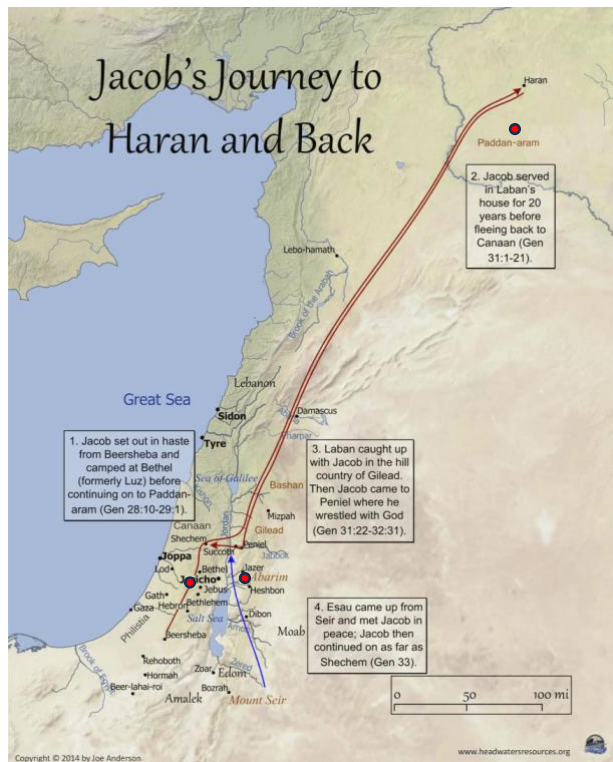 Jacob's Journey to
Haran and Back
Haran
Paddan-aram
2. Jacob served
in Laban's
house for 20
years before
fleeing back to
Canaan (Gen
31:1-21).
Lebo-hamath
Brook of the Arabah
Lebanon
Great Sea
Sidon
Damascus
Tyre
1. Jacob set out in haste
from Beersheba and
camped at Bethel
(formerly Luz) before
continuing on to Paddan-
aram (Gen 28:10-29:1).
3. Laban caught up
with Jacob in the hill
country of Gilead.
Then Jacob came to
Peniel where he
wrestled with God
(Gen 31:22-32:31).
Sea of Galilee
Bashan
Mizpah
Canaan
Jordan
Gilead
Shechem
Peniel
Succoth
Jabbok
Joppa
Lod
Bethel
Jazer
Abarim
Jericho
Jebus
Heshbon
Gath
Bethlehem
Gaza
Hebron
Philistia
Salt Sea
Dibon
Moab
4. Esau came up from
Seir and met Jacob in
peace; Jacob then
continued on as far as
Shechem (Gen 33).
Beersheba
Rehoboth
Hormah
Zoar
Zered
Edom
Beer-lahai-roi
Bozrah
Amalek
Mount Seir
0 50 100 mi
www.headwatersresources.org
Copyright © 2014 by Joe Anderson